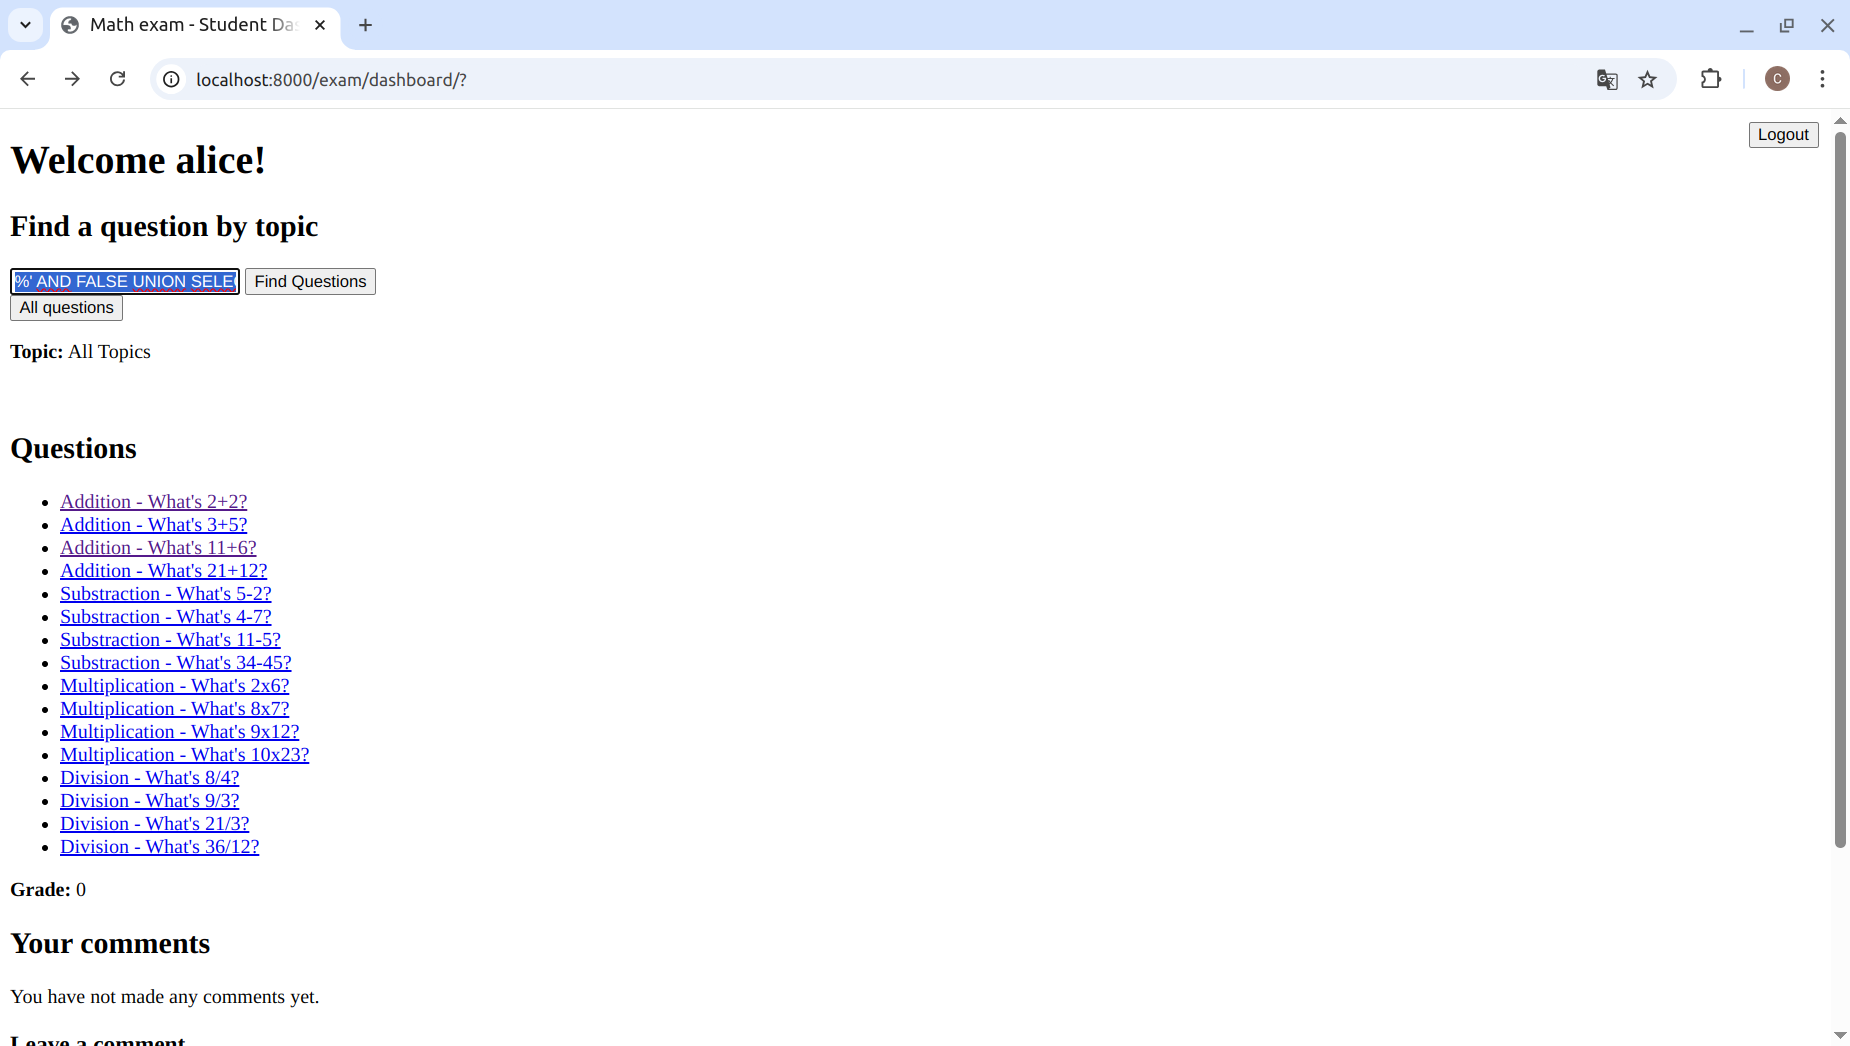 Math exam - Student Da
localhost:8000/exam/dashboard/?
C
Logout
Welcome alice!
Find a question by topic
%' AND FALSE UNION SELEC
Find Questions
All questions
Topic: All Topics
Questions
Addition - What's 2+2?
Addition - What's 3+5?
Addition - What's 11+6?
Addition - What's 21+12?
Substraction - What's 5-2?
Substraction - What's 4-7?
Substraction - What's 11-5?
Substraction - What's 34-45?
Multiplication - What's 2x6?
Multiplication - What's 8x7?
Multiplication - What's 9x12?
Multiplication - What's 10x23?
Division - What's 8/4?
Division - What's 9/3?
Division - What's 21/3?
Division - What's 36/12?
Grade: 0
Your comments
You have not made any comments yet.
Leave a comment